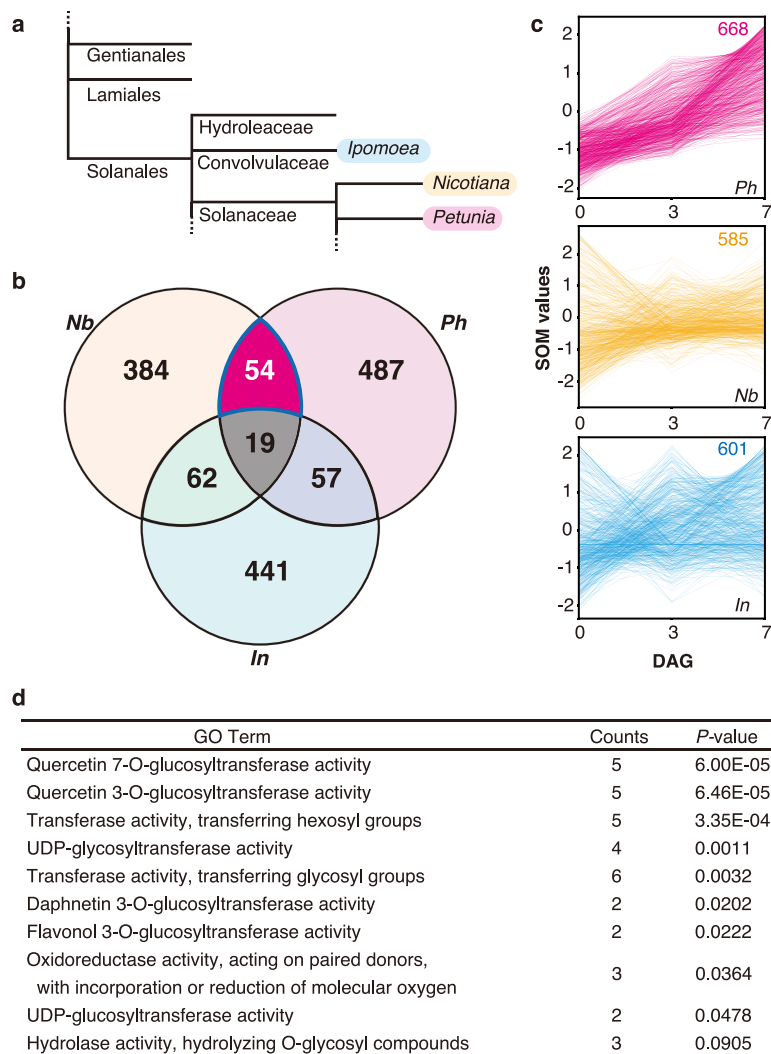 a
Gentianales
Lamiales
Solanales
Hydroleaceae
Convolvulaceae
Solanaceae
Ipomoea
Nicotiana
Petunia
b
Nb
Ph
384
54
487
19
62
57
441
In
c
SOM values
2
1
0
-1
-2
668
Ph
0
3
7
2
1
0
-1
-2
585
Nb
0
3
7
2
1
0
-1
-2
601
In
0
3
7
DAG
d
GO Term Counts P-value
Quercetin 7-O-glucosyltransferase activity 5 6.00E-05
Quercetin 3-O-glucosyltransferase activity 5 6.46E-05
Transferase activity, transferring hexosyl groups 5 3.35E-04
UDP-glycosyltransferase activity 4 0.0011
Transferase activity, transferring glycosyl groups 6 0.0032
Daphnetin 3-O-glucosyltransferase activity 2 0.0202
Flavonol 3-O-glucosyltransferase activity 2 0.0222
Oxidoreductase activity, acting on paired donors,
with incorporation or reduction of molecular oxygen 3 0.0364
UDP-glucosyltransferase activity 2 0.0478
Hydrolase activity, hydrolyzing O-glycosyl compounds 3 0.0905